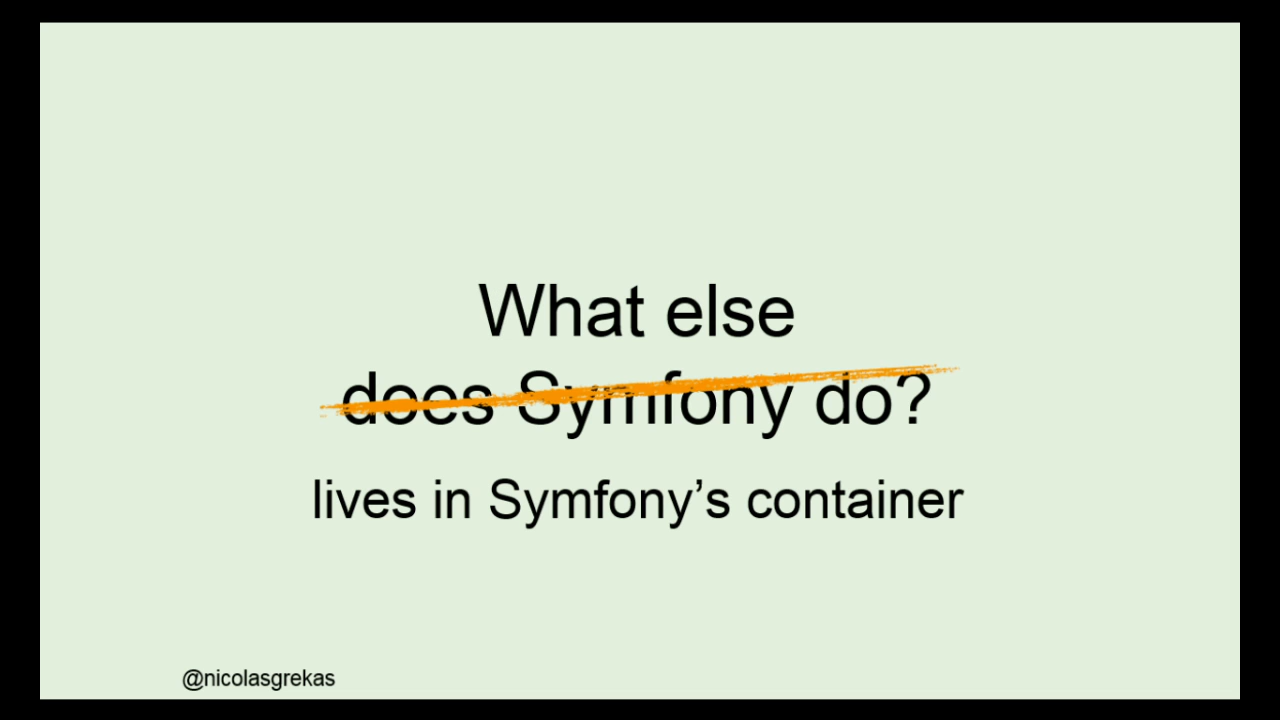 What else
does Symfony do?
lives in Symfony’s container
@nicolasgrekas